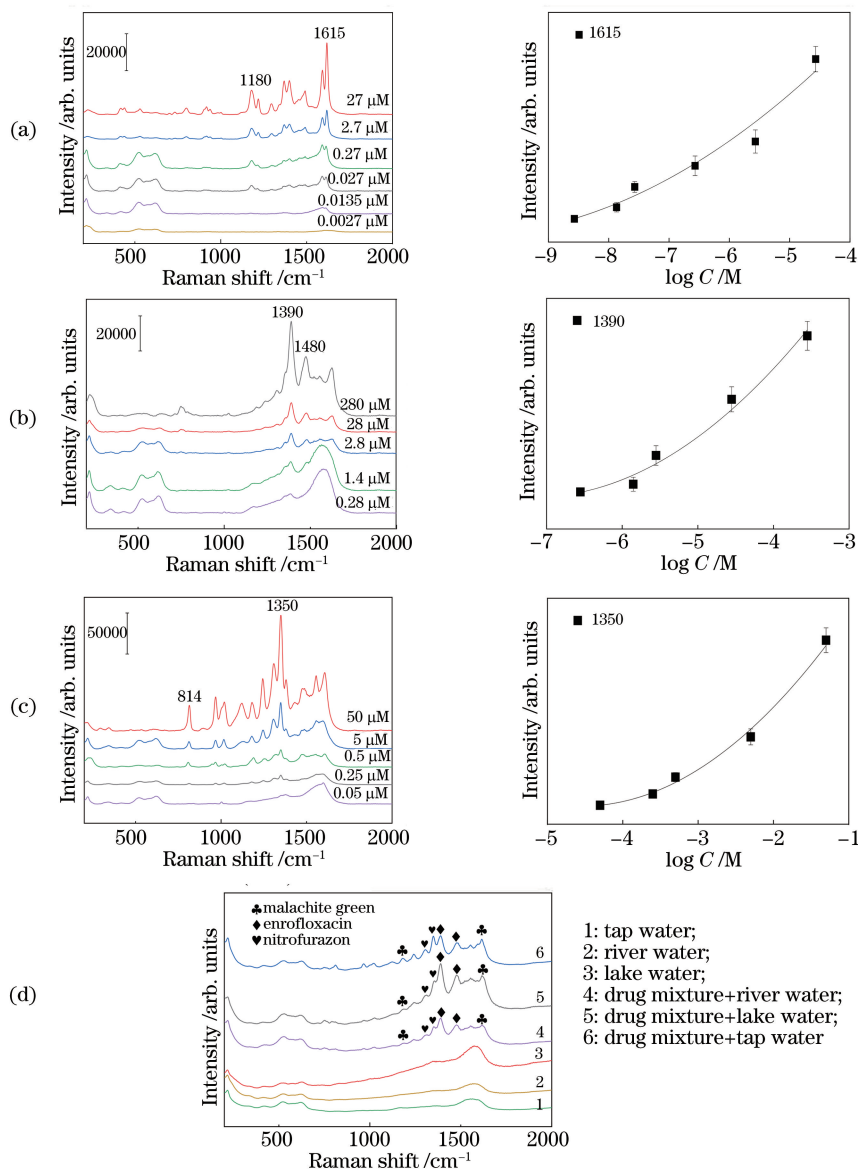 (a)
Intensity /arb. units
20000
1180
1615
27 μM
2.7 μM
0.27 μM
0.027 μM
0.0135 μM
0.0027 μM
500 1000 1500 2000
Raman shift /cm⁻¹
Intensity /arb. units
1615
−9 −8 −7 −6 −5 −4
log C /M
(b)
Intensity /arb. units
20000
1390
1480
280 μM
28 μM
2.8 μM
1.4 μM
0.28 μM
500 1000 1500 2000
Raman shift /cm⁻¹
Intensity /arb. units
1390
−7 −6 −5 −4 −3
log C /M
(c)
Intensity /arb. units
50000
814
1350
50 μM
5 μM
0.5 μM
0.25 μM
0.05 μM
500 1000 1500 2000
Raman shift /cm⁻¹
Intensity /arb. units
1350
−5 −4 −3 −2 −1
log C /M
(d)
Intensity /arb. units
♣malachite green
♦enrofloxacin
♥nitrofurazon
6
5
4
3
2
1
500 1000 1500 2000
Raman shift /cm⁻¹
1: tap water;
2: river water;
3: lake water;
4: drug mixture+river water;
5: drug mixture+lake water;
6: drug mixture+tap water